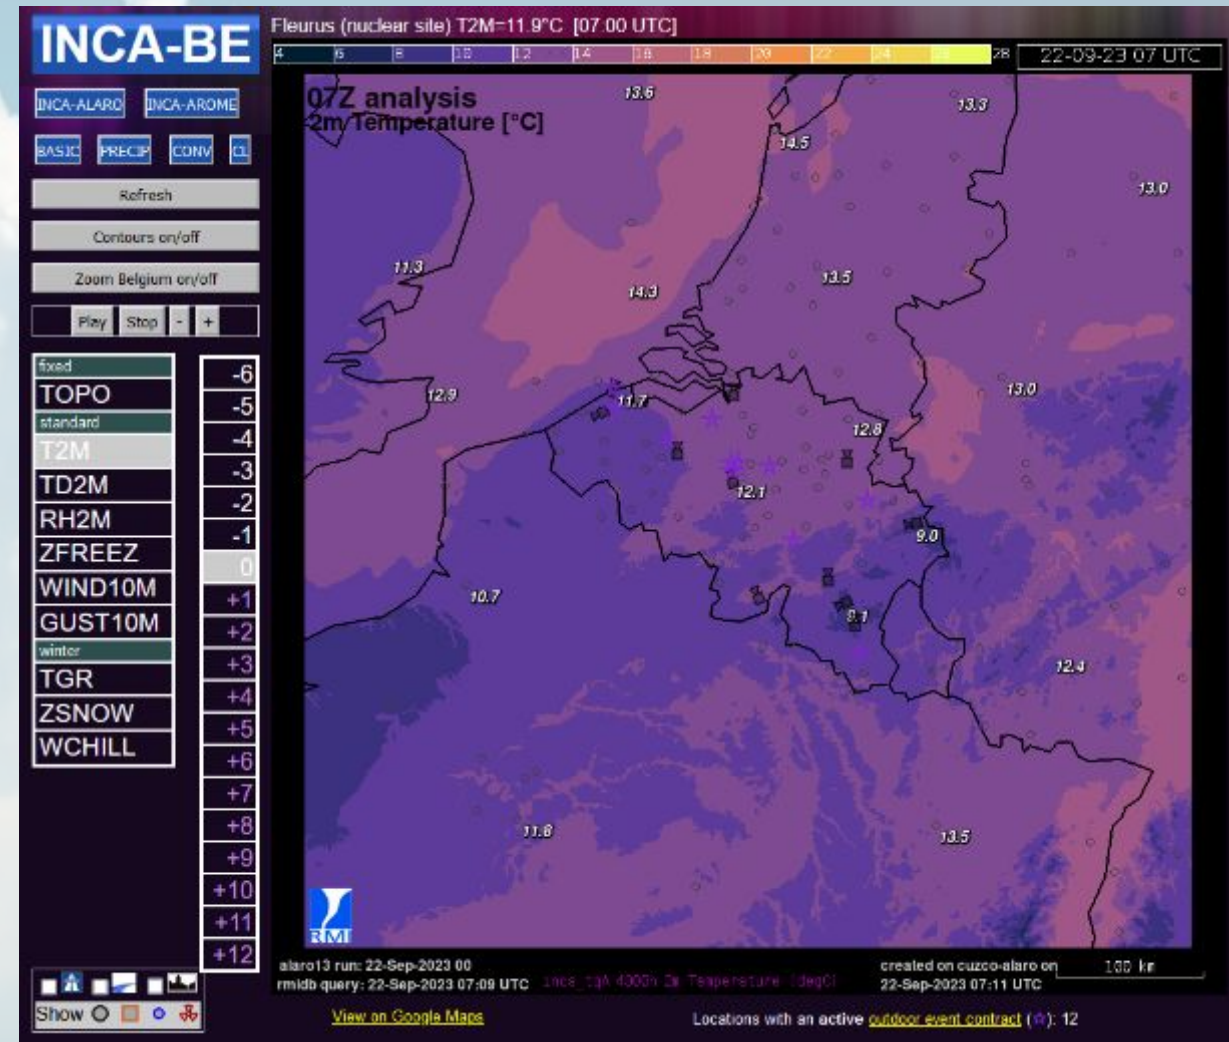 INCA-BE
Fleurus (nuclear site) T2M=11.9°C [07:00 UTC]
4 6 8 10 12 14 16 18 20 22 24 26 28
22-09-23 07 UTC
INCA-ALARO INCA-AROME
BASIC PRECIP CONV CL
Refresh
Contours on/off
Zoom Belgium on/off
Play Stop - +
fixed
TOPO
standard
T2M
TD2M
RH2M
ZFREEZ
WIND10M
GUST10M
winter
TGR
ZSNOW
WCHILL
-6
-5
-4
-3
-2
-1
0
+1
+2
+3
+4
+5
+6
+7
+8
+9
+10
+11
+12
Show
07Z analysis
2m Temperature [°C]
13.6
13.3
14.5
13.0
11.3
13.5
14.3
13.0
12.9
11.7
12.8
12.1
9.0
10.7
9.1
12.4
11.8
13.5
RMI
alaro13 run: 22-Sep-2023 00
rmidb query: 22-Sep-2023 07:09 UTC
2m Temperature (degC)
created on cuzco-alaro on
22-Sep-2023 07:11 UTC
100 km
View on Google Maps
Locations with an active outdoor event contract (☆): 12